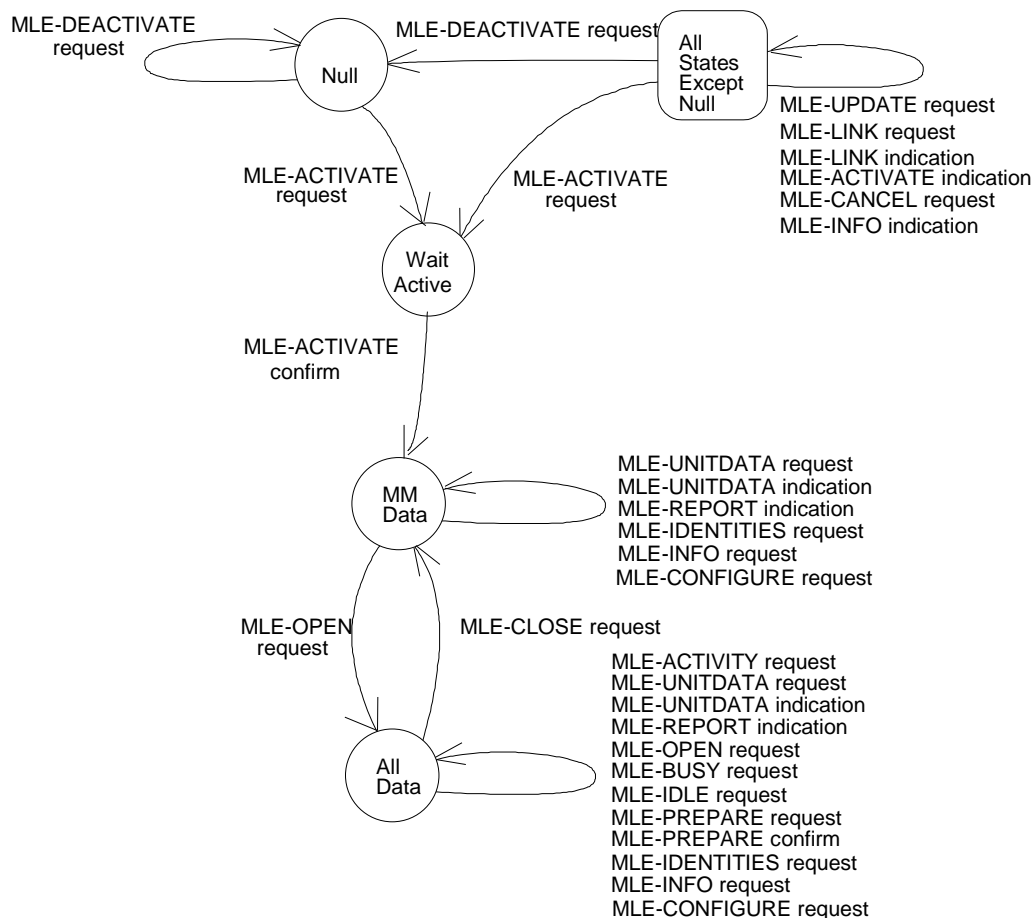 MLE-DEACTIVATE
request
Null
MLE-DEACTIVATE request
All
States
Except
Null
MLE-UPDATE request
MLE-LINK request
MLE-LINK indication
MLE-ACTIVATE indication
MLE-CANCEL request
MLE-INFO indication
MLE-ACTIVATE
request
MLE-ACTIVATE
request
Wait
Active
MLE-ACTIVATE
confirm
MM
Data
MLE-UNITDATA request
MLE-UNITDATA indication
MLE-REPORT indication
MLE-IDENTITIES request
MLE-INFO request
MLE-CONFIGURE request
MLE-OPEN
request
MLE-CLOSE request
All
Data
MLE-ACTIVITY request
MLE-UNITDATA request
MLE-UNITDATA indication
MLE-REPORT indication
MLE-OPEN request
MLE-BUSY request
MLE-IDLE request
MLE-PREPARE request
MLE-PREPARE confirm
MLE-IDENTITIES request
MLE-INFO request
MLE-CONFIGURE request